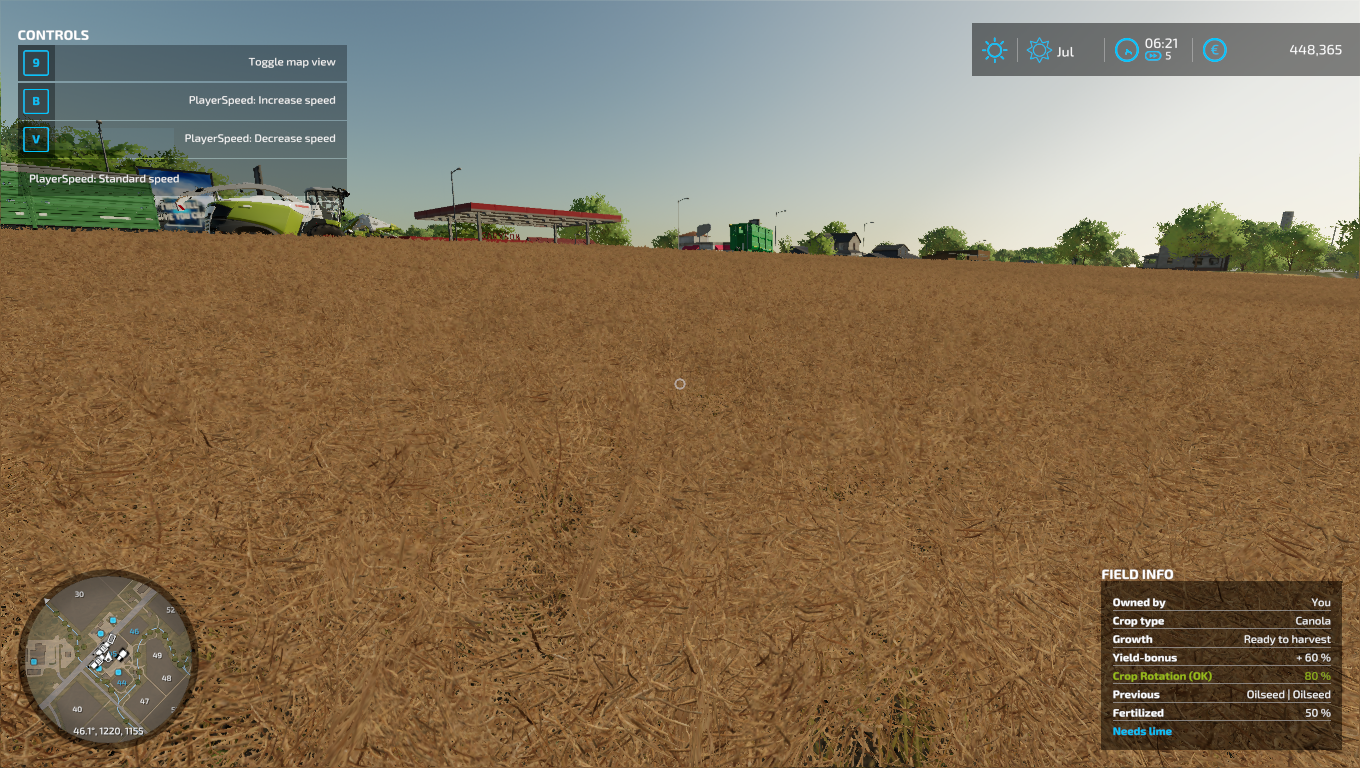 CONTROLS
9 Toggle map view
B PlayerSpeed: Increase speed
V PlayerSpeed: Decrease speed
PlayerSpeed: Standard speed
Jul
06:21
5
€
448,365
30
52
46
49
48
44
47
40
46.1°, 1220, 1155
FIELD INFO
Owned by You
Crop type Canola
Growth Ready to harvest
Yield-bonus + 60 %
Crop Rotation (OK) 80 %
Previous Oilseed | Oilseed
Fertilized 50 %
Needs lime